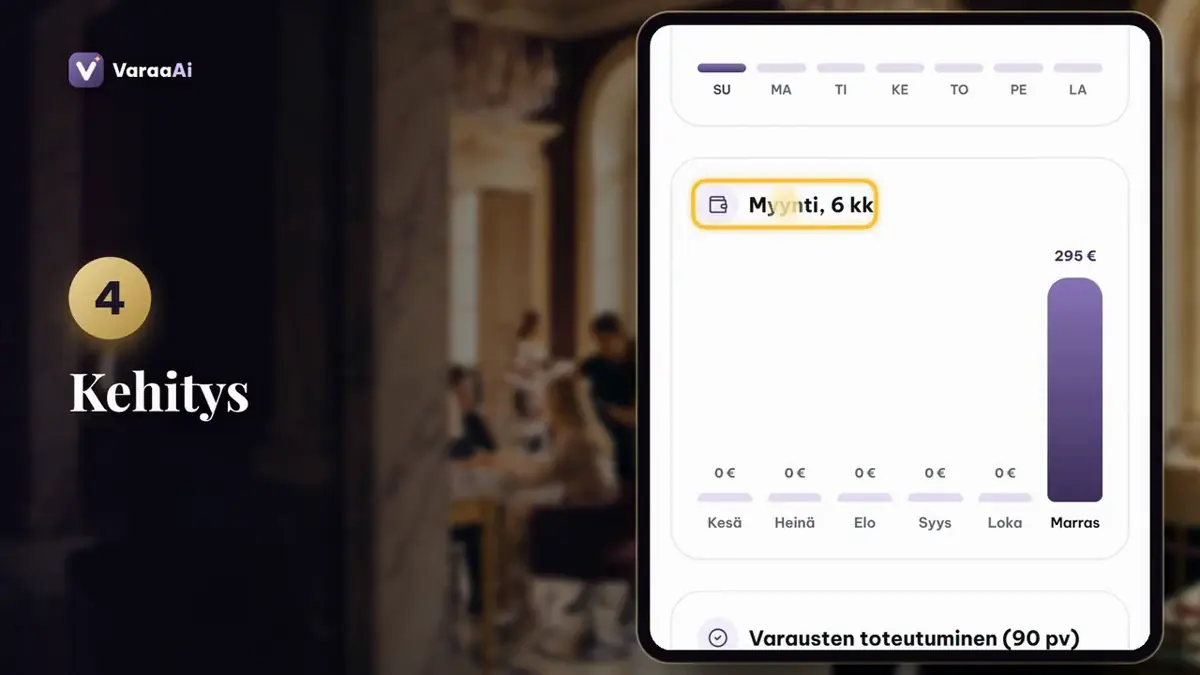 VaraaAi
4
Kehitys
SU MA TI KE TO PE LA
Myynti, 6 kk
295 €
0 € 0 € 0 € 0 € 0 €
Kesä Heinä Elo Syys Loka Marras
Varausten toteutuminen (90 pv)